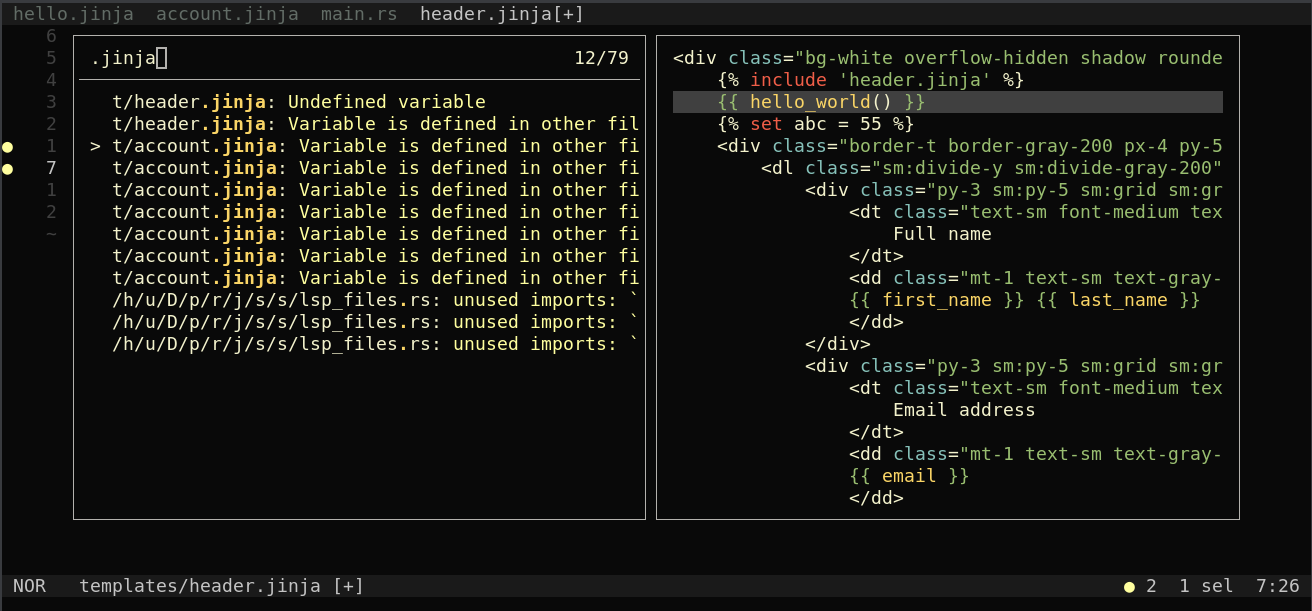 hello.jinja  account.jinja  main.rs  header.jinja[+]
6
5
4
3
2
1
7
1
2
~
.jinja 12/79
t/header.jinja: Undefined variable
t/header.jinja: Variable is defined in other fil
> t/account.jinja: Variable is defined in other fi
t/account.jinja: Variable is defined in other fi
t/account.jinja: Variable is defined in other fi
t/account.jinja: Variable is defined in other fi
t/account.jinja: Variable is defined in other fi
t/account.jinja: Variable is defined in other fi
t/account.jinja: Variable is defined in other fi
/h/u/D/p/r/j/s/s/lsp_files.rs: unused imports: `
/h/u/D/p/r/j/s/s/lsp_files.rs: unused imports: `
/h/u/D/p/r/j/s/s/lsp_files.rs: unused imports: `
<div class="bg-white overflow-hidden shadow rounde
    {% include 'header.jinja' %}
    {{ hello_world() }}
    {% set abc = 55 %}
    <div class="border-t border-gray-200 px-4 py-5
        <dl class="sm:divide-y sm:divide-gray-200"
            <div class="py-3 sm:py-5 sm:grid sm:gr
                <dt class="text-sm font-medium tex
                    Full name
                </dt>
                <dd class="mt-1 text-sm text-gray-
                {{ first_name }} {{ last_name }}
                </dd>
            </div>
            <div class="py-3 sm:py-5 sm:grid sm:gr
                <dt class="text-sm font-medium tex
                    Email address
                </dt>
                <dd class="mt-1 text-sm text-gray-
                {{ email }}
                </dd>
NOR   templates/header.jinja [+]   ● 2  1 sel  7:26